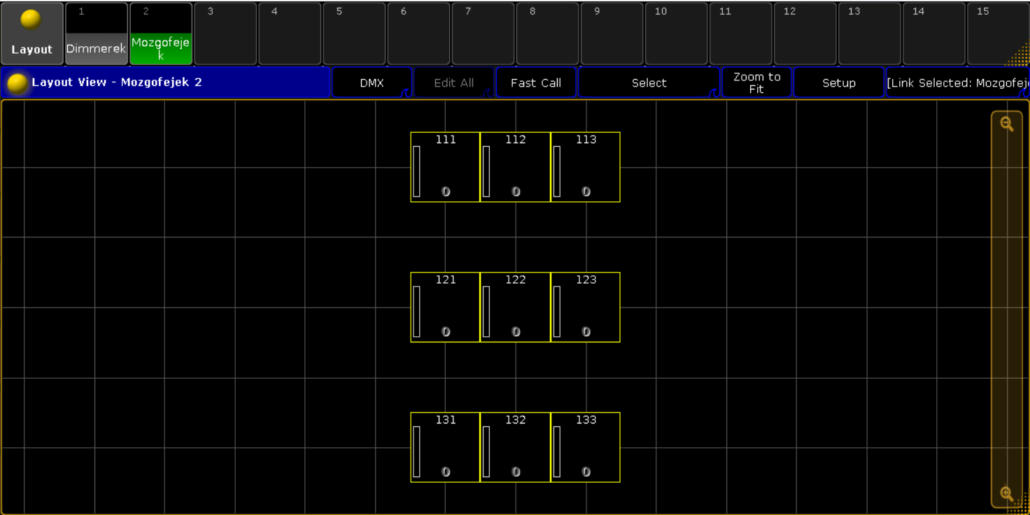 1 2 3 4 5 6 7 8 9 10 11 12 13 14 15
Layout Dimmerek Mozgofeje
k
Layout View - Mozgofejek 2 DMX Edit All Fast Call Select Zoom to Setup [Link Selected: Mozgofej
Fit
111 112 113
0 0 0
121 122 123
0 0 0
131 132 133
0 0 0